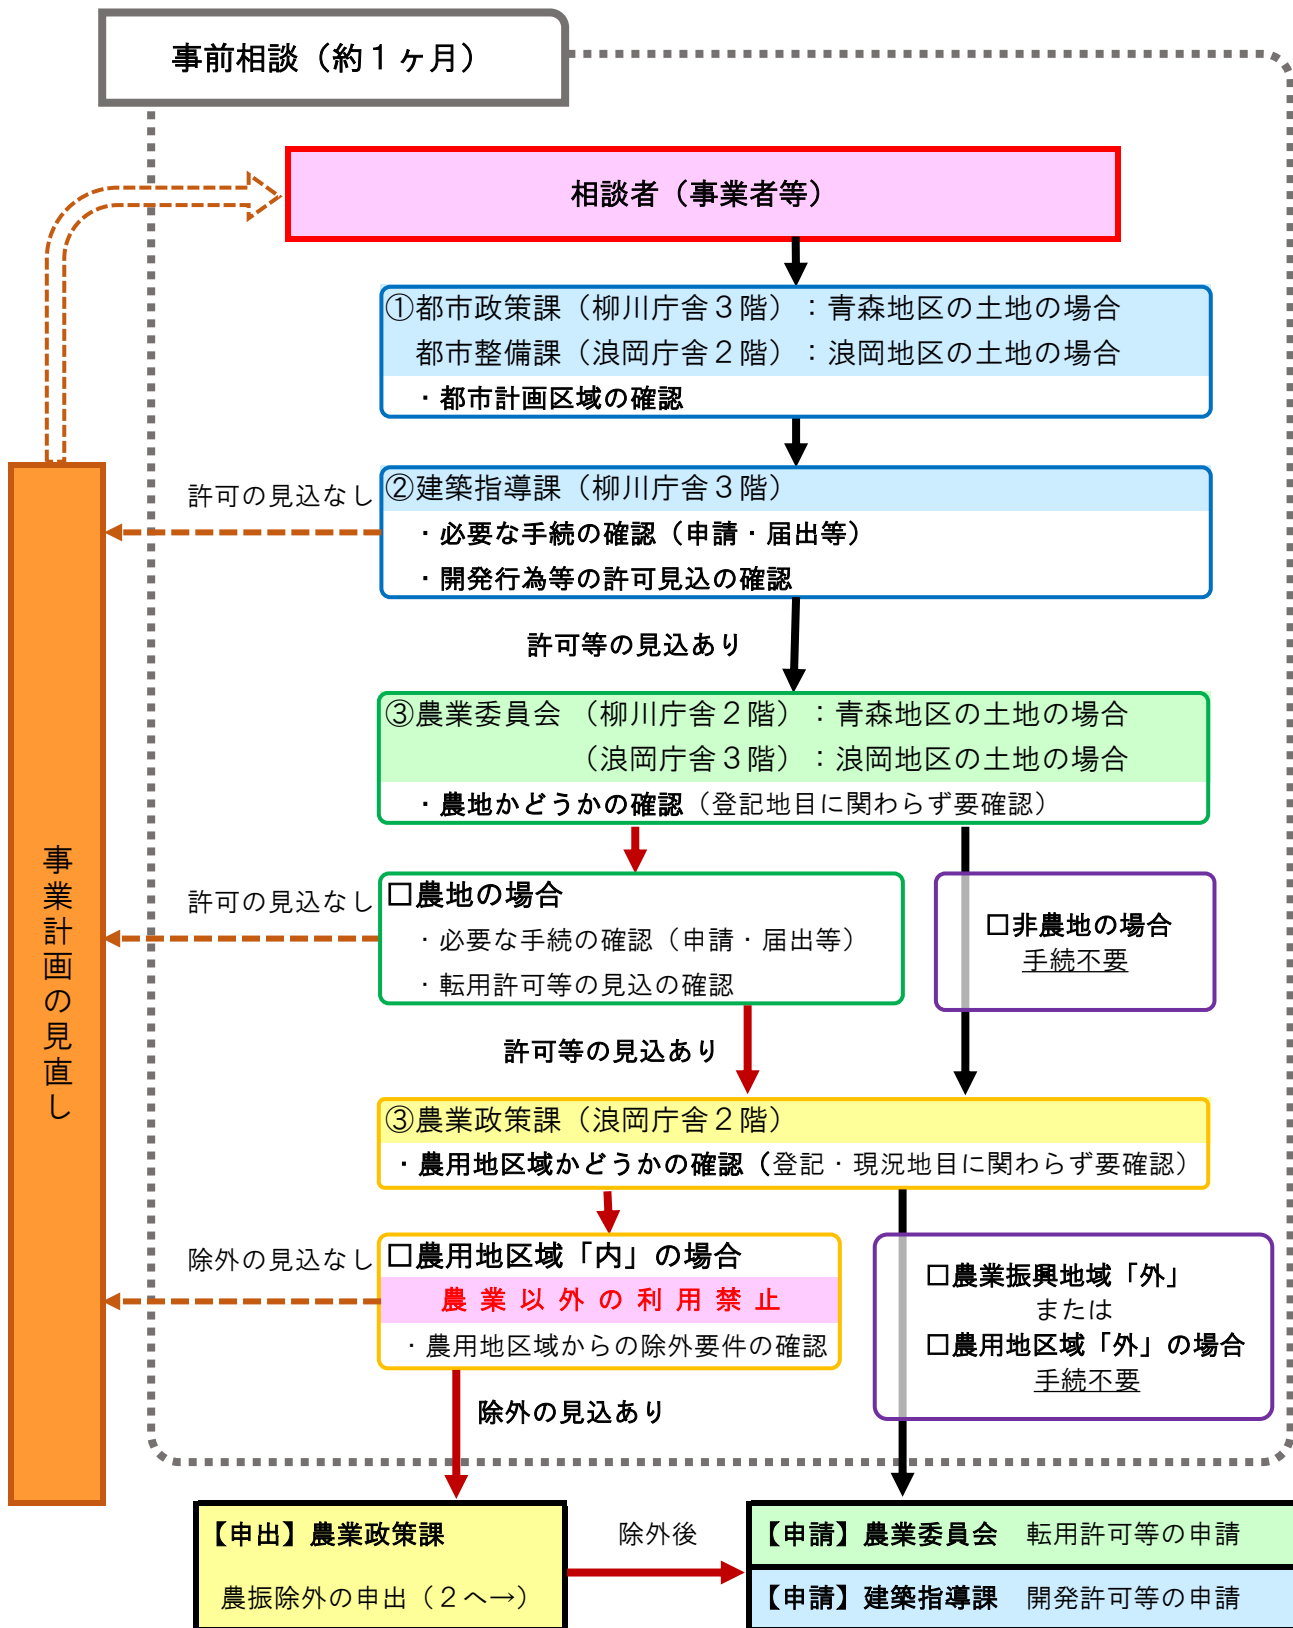 事前相談（約１ヶ月）
相談者（事業者等）
①都市政策課（柳川庁舎３階）：青森地区の土地の場合
都市整備課（浪岡庁舎２階）：浪岡地区の土地の場合
・都市計画区域の確認
許可の見込なし
②建築指導課（柳川庁舎３階）
・必要な手続の確認（申請・届出等）
・開発行為等の許可見込の確認
許可等の見込あり
③農業委員会（柳川庁舎２階）：青森地区の土地の場合
（浪岡庁舎３階）：浪岡地区の土地の場合
・農地かどうかの確認（登記地目に関わらず要確認）
事業計画の見直し
許可の見込なし
□農地の場合
・必要な手続の確認（申請・届出等）
・転用許可等の見込の確認
□非農地の場合
手続不要
許可等の見込あり
③農業政策課（浪岡庁舎２階）
・農用地区域かどうかの確認（登記・現況地目に関わらず要確認）
除外の見込なし
□農用地区域「内」の場合
農業以外の利用禁止
・農用地区域からの除外要件の確認
□農業振興地域「外」
または
□農用地区域「外」の場合
手続不要
除外の見込あり
【申出】農業政策課
農振除外の申出（２へ→）
除外後
【申請】農業委員会　転用許可等の申請
【申請】建築指導課　開発許可等の申請